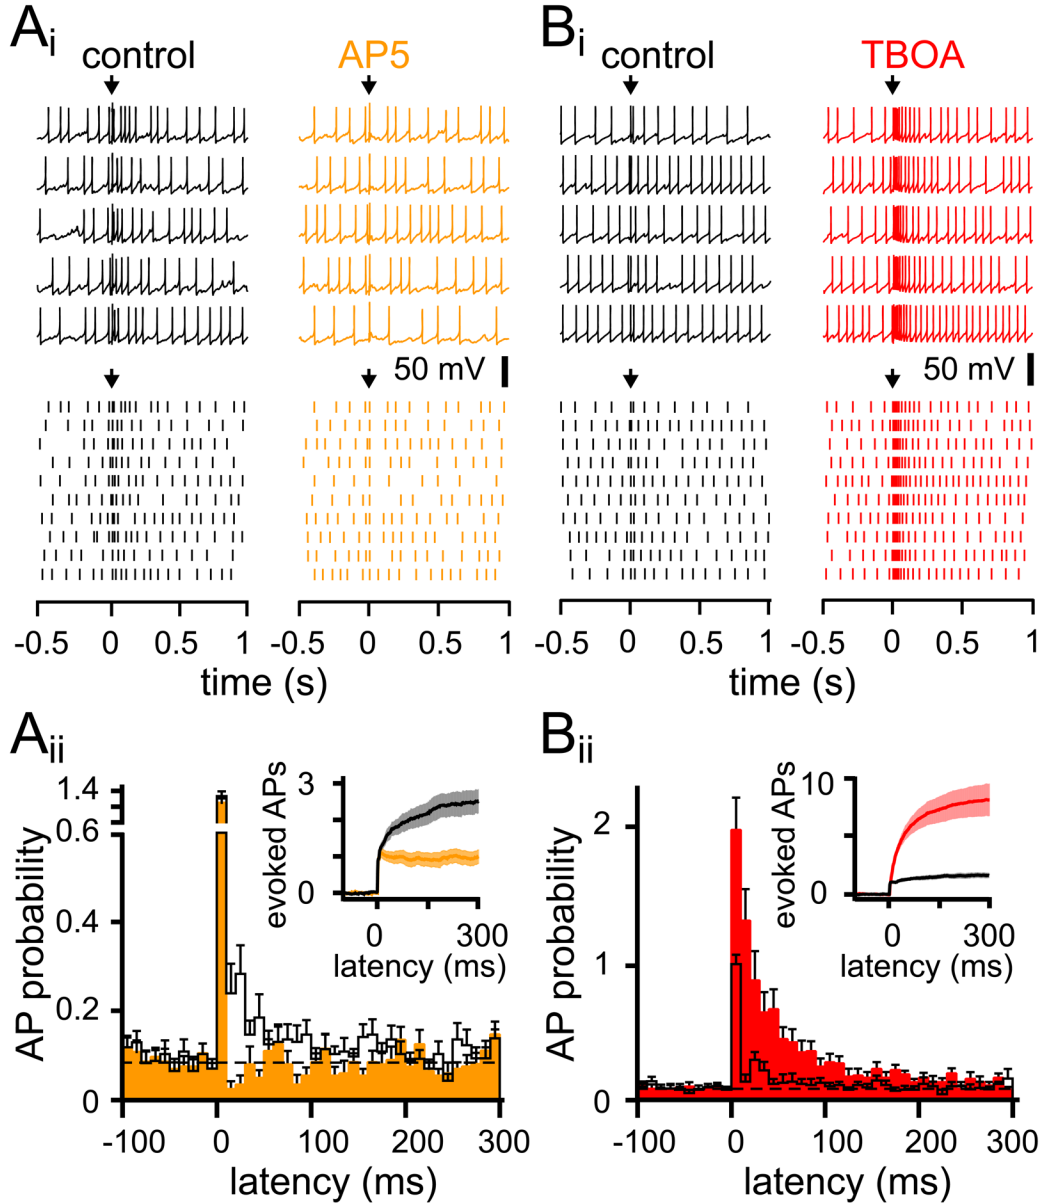 Ai
control
AP5
50 mV
-0.5 0 0.5 1
-0.5 0 0.5 1
time (s)
Bi
control
TBOA
50 mV
-0.5 0 0.5 1
-0.5 0 0.5 1
time (s)
Aii
AP probability
1.4
0.6
0.4
0.2
0
-100 0 100 200 300
latency (ms)
evoked APs
3
0
0 300
latency (ms)
Bii
AP probability
2
1
0
-100 0 100 200 300
latency (ms)
evoked APs
10
0
0 300
latency (ms)